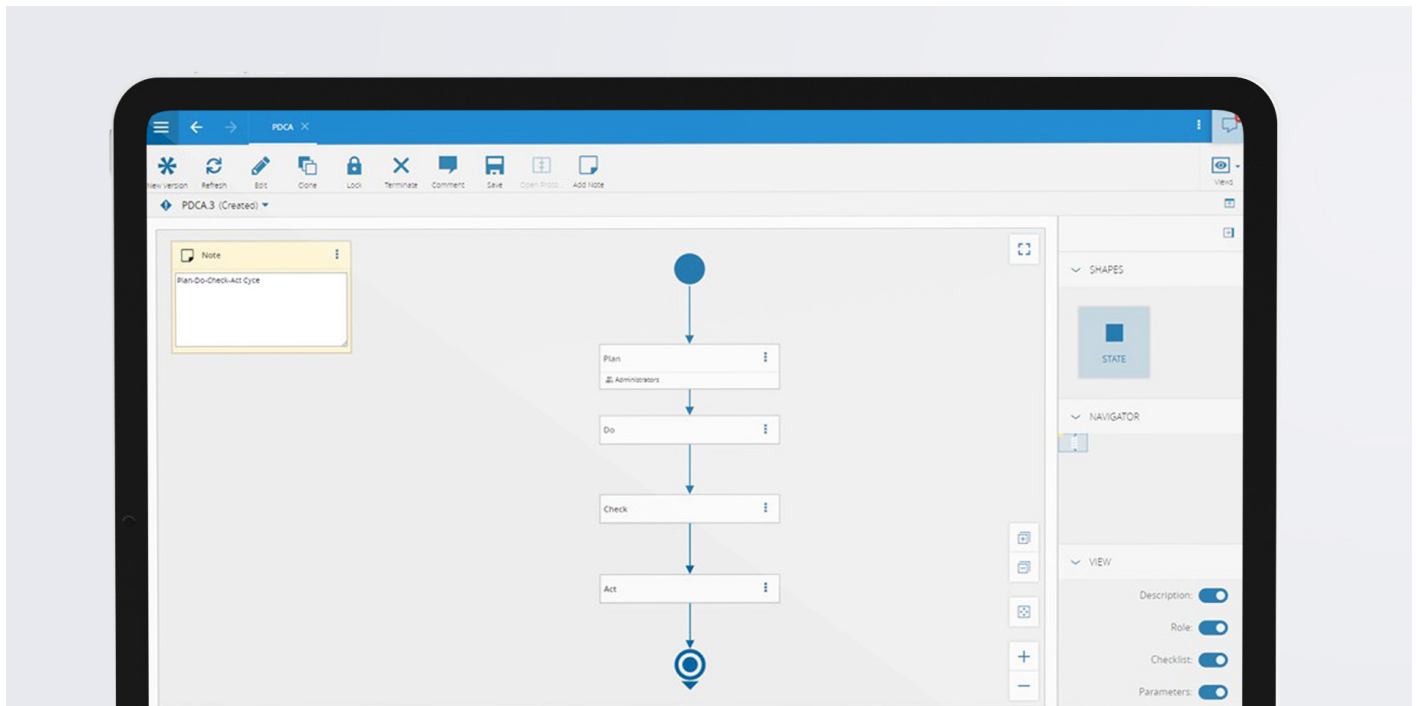 PDCA
New Version Refresh Edit Clone Lock Terminate Comment Save Open Proto... Add Note
Views
PDCA.3 (Created)
Note
Plan-Do-Check-Act Cyce
Plan
Administrators
Do
Check
Act
SHAPES
STATE
NAVIGATOR
VIEW
Description:
Role:
Checklist:
Parameters: